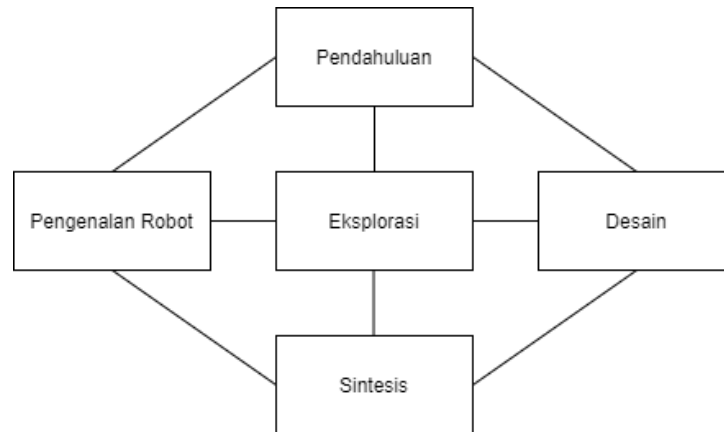 Pendahuluan
Pengenalan Robot
Eksplorasi
Desain
Sintesis